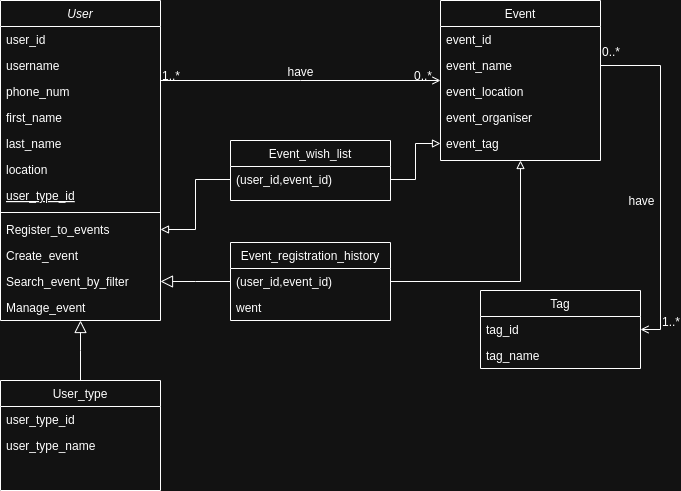 User
user_id
username
phone_num
first_name
last_name
location
user_type_id
Register_to_events
Create_event
Search_event_by_filter
Manage_event
1..*
have
0..*
Event
event_id
event_name
event_location
event_organiser
event_tag
0..*
have
1..*
Event_wish_list
(user_id,event_id)
Event_registration_history
(user_id,event_id)
went
Tag
tag_id
tag_name
User_type
user_type_id
user_type_name